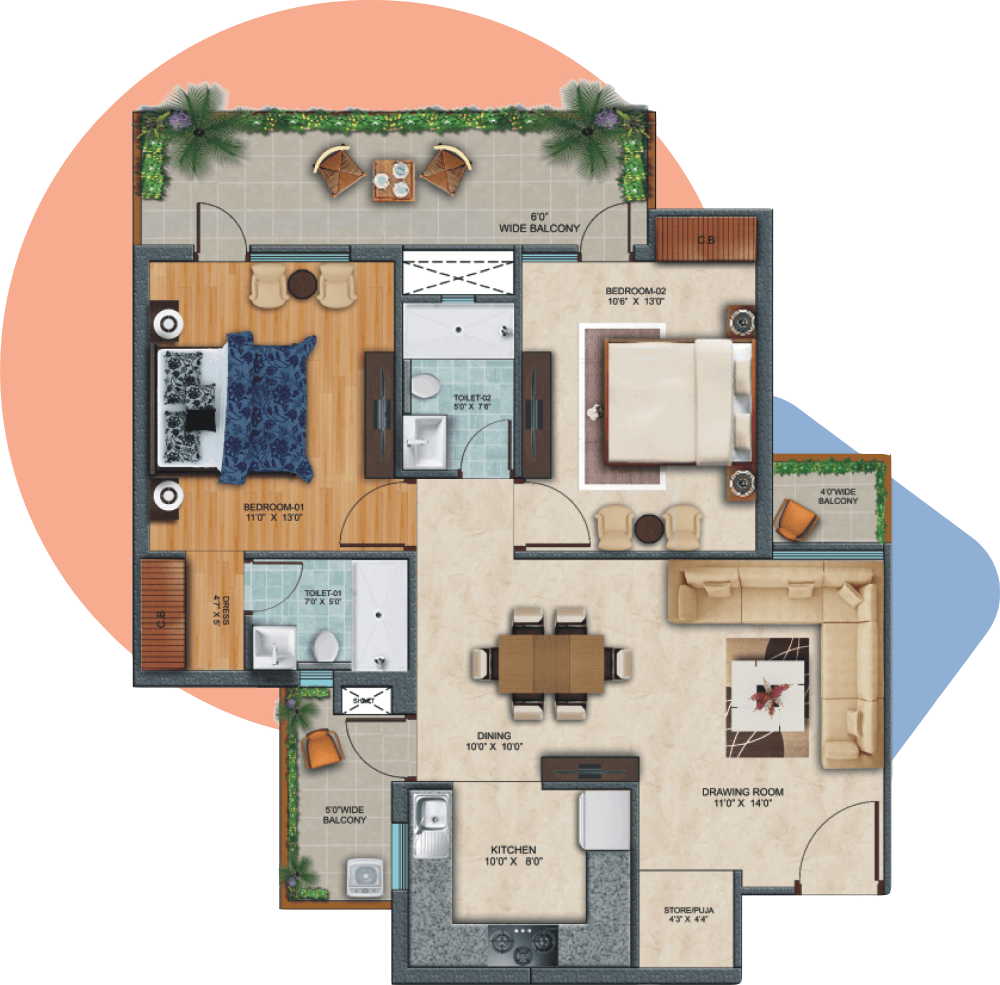 6'0"
WIDE BALCONY
C.B
BEDROOM-02
10'6" X 13'0"
TOILET-02
5'0" X 7'6"
4'0"WIDE
BALCONY
BEDROOM-01
11'0" X 13'0"
C.B
DRESS
4'7" X 5'
TOILET-01
7'0" X 5'0"
SHAFT
DINING
10'0" X 10'0"
DRAWING ROOM
11'0" X 14'0"
5'0"WIDE
BALCONY
KITCHEN
10'0" X 8'0"
STORE/PUJA
4'3" X 4'4"